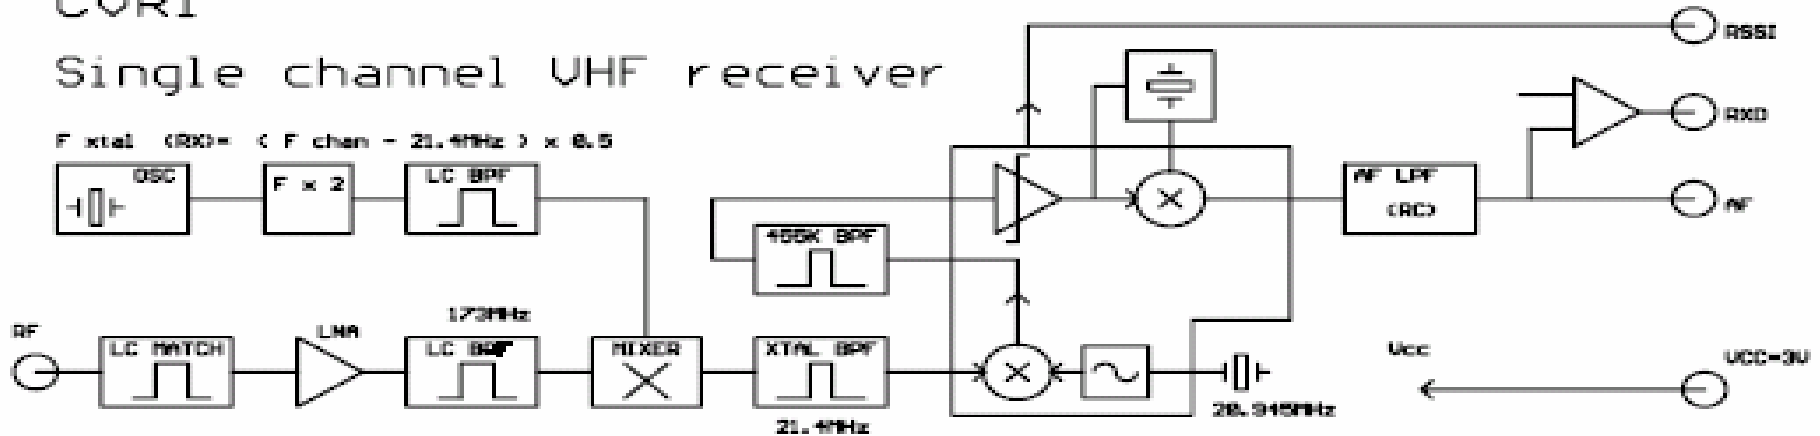 CVR1
Single channel VHF receiver
RSSI
RXD
F xtal (RX)= ( F chan - 21.4MHz ) x 0.5
OSC
F x 2
LC BPF
AF LPF
(RC)
AF
455K BPF
173MHz
RF
LNA
LC MATCH
LC BPF
MIXER
XTAL BPF
Vcc
VCC-3V
20.945MHz
21.4MHz